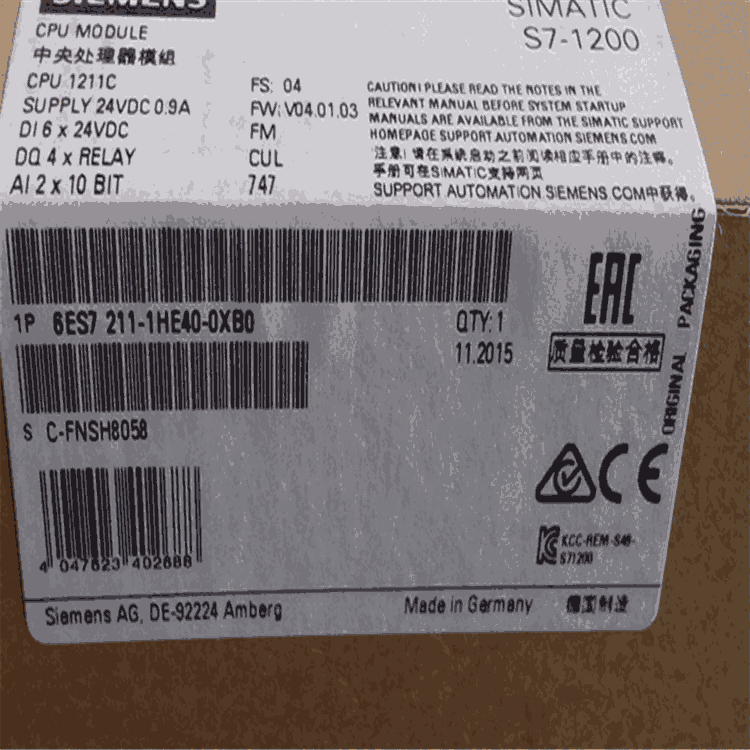 SIEMENS
SIMATIC
S7-1200
CPU MODULE
中央处理器模组
CPU 1211C
SUPPLY 24VDC 0.9A
DI 6 x 24VDC
DQ 4 x RELAY
AI 2 x 10 BIT
FS: 04
FW: V04.01.03
FM
CUL
747
CAUTION! PLEASE READ THE NOTES IN THE
RELEVANT MANUAL BEFORE SYSTEM STARTUP
MANUALS ARE AVAILABLE FROM THE SIMATIC SUPPORT
HOMEPAGE SUPPORT AUTOMATION SIEMENS COM
注意! 请在系统启动之前阅读相应手册中的注释。
手册可在SIMATIC支持网页
SUPPORT AUTOMATION SIEMENS COM中获得。
1P 6ES7 211-1HE40-0XB0
QTY: 1
11.2015
S C-FNSH8058
4 047623 402688
EAC
质量检验合格
ORIGINAL PACKAGING
CE
KCC-REM-S49-
S71200
Siemens AG, DE-92224 Amberg
Made in Germany
德国制造